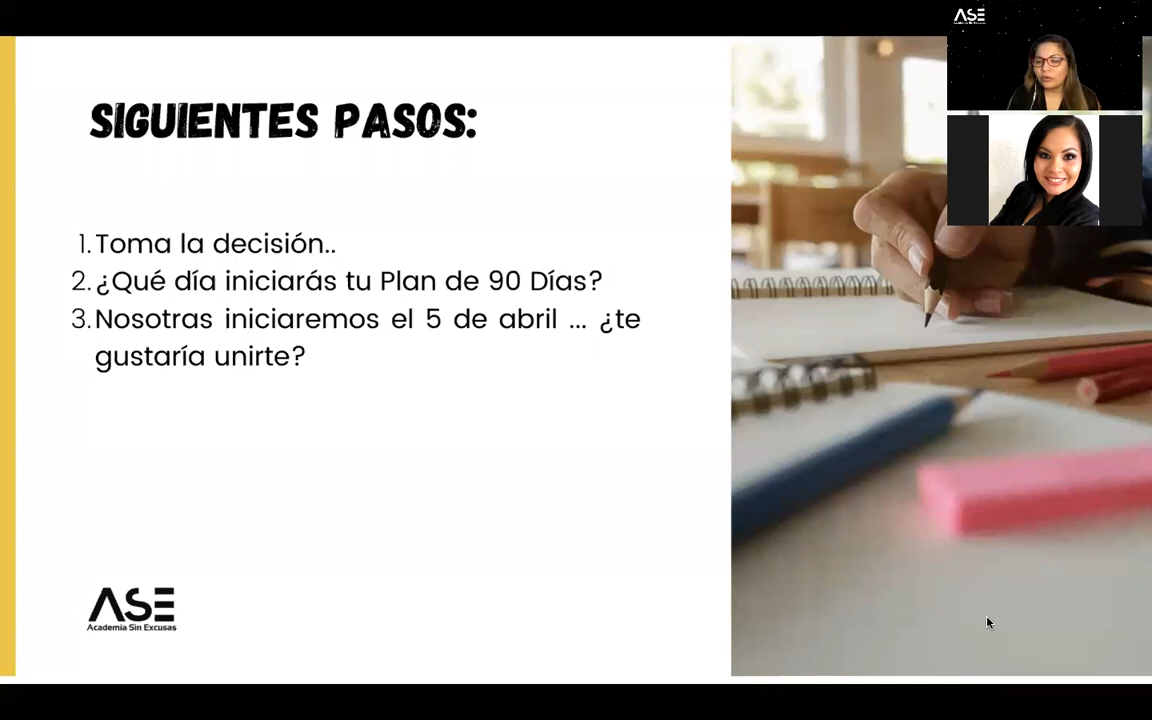 ASE
SIGUIENTES PASOS:
1. Toma la decisión..
2. ¿Qué día iniciarás tu Plan de 90 Días?
3. Nosotras iniciaremos el 5 de abril ... ¿te
gustaría unirte?
ASE
Academia Sin Excusas